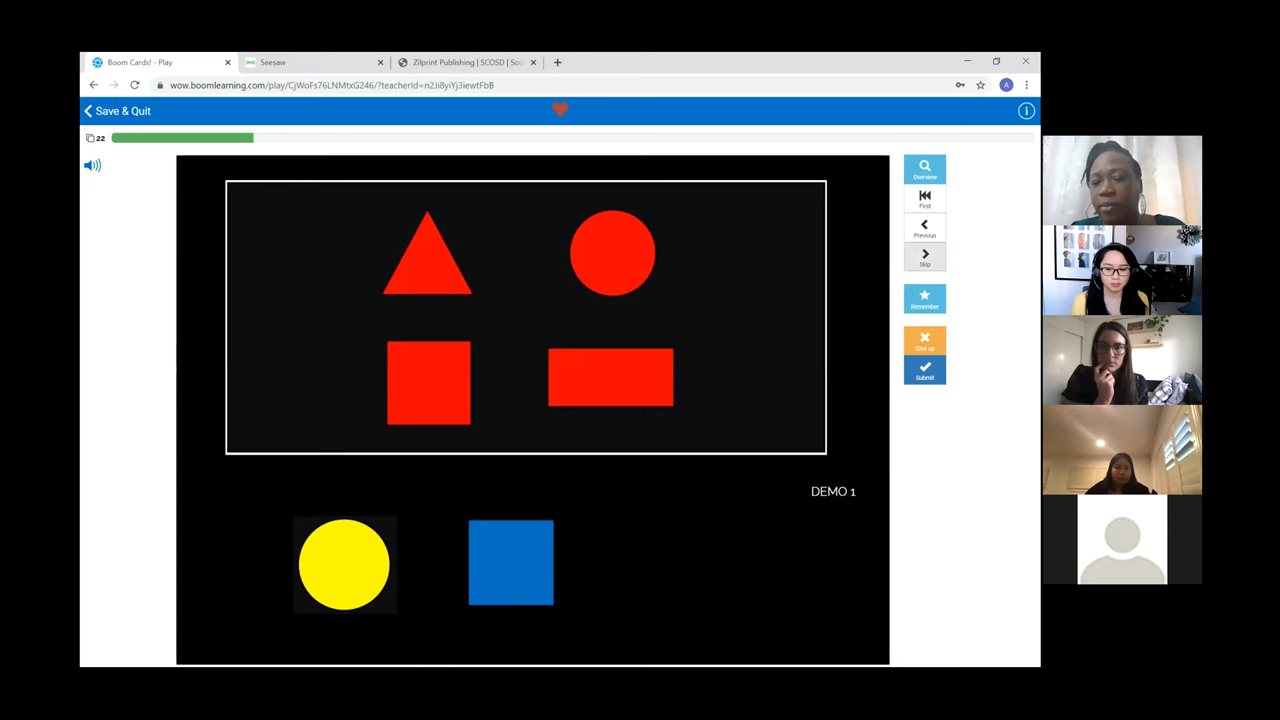 Boom Cards! - Play
Seesaw
Zilprint Publishing | SCOSD | Sou
wow.boomlearning.com/play/CjWoFs76LNMtxG246/?teacherId=n2Ji8yiYj3iewtFbB
A
Save & Quit
22
Overview
First
Previous
Skip
Remember
Give up
Submit
DEMO 1